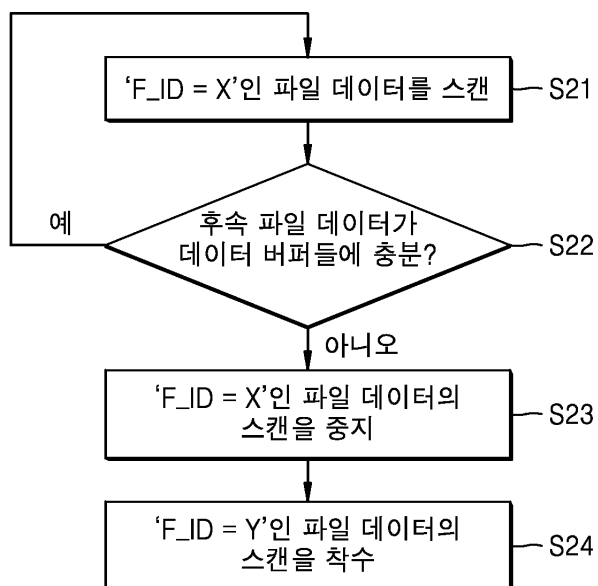 'F_ID = X'인 파일 데이터를 스캔
S21
후속 파일 데이터가
데이터 버퍼들에 충분?
S22
예
아니오
'F_ID = X'인 파일 데이터의
스캔을 중지
S23
'F_ID = Y'인 파일 데이터의
스캔을 착수
S24